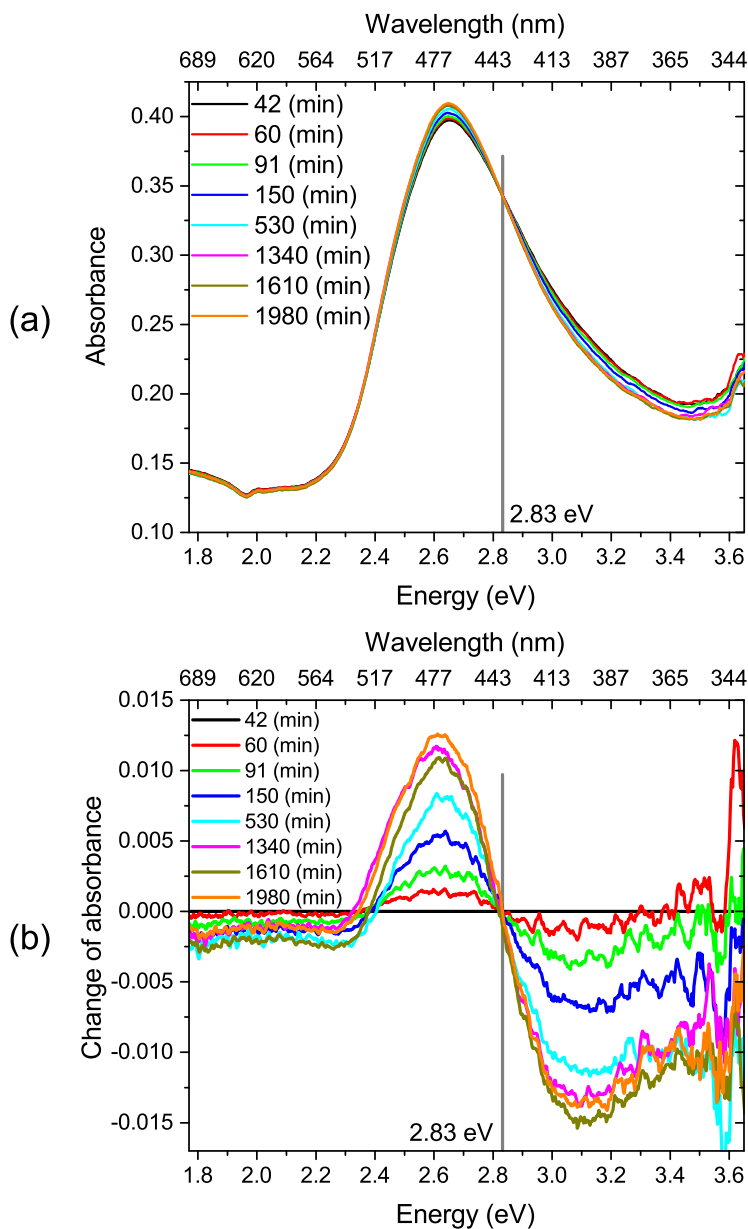 Wavelength (nm)
689 620 564 517 477 443 413 387 365 344
42 (min)
60 (min)
91 (min)
150 (min)
530 (min)
1340 (min)
1610 (min)
1980 (min)
0.40
0.35
0.30
0.25
0.20
0.15
0.10
Absorbance
(a)
2.83 eV
1.8 2.0 2.2 2.4 2.6 2.8 3.0 3.2 3.4 3.6
Energy (eV)
Wavelength (nm)
689 620 564 517 477 443 413 387 365 344
42 (min)
60 (min)
91 (min)
150 (min)
530 (min)
1340 (min)
1610 (min)
1980 (min)
0.015
0.010
0.005
0.000
-0.005
-0.010
-0.015
Change of absorbance
(b)
2.83 eV
1.8 2.0 2.2 2.4 2.6 2.8 3.0 3.2 3.4 3.6
Energy (eV)